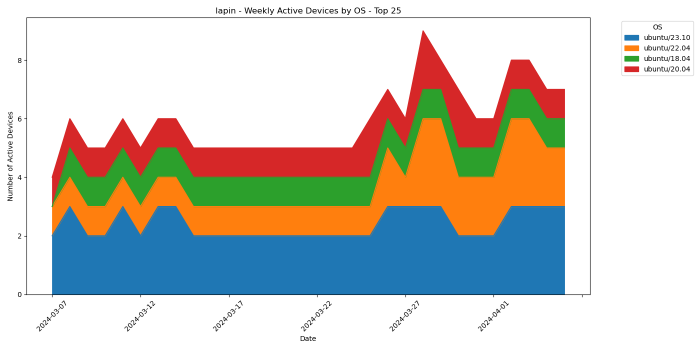 lapin - Weekly Active Devices by OS - Top 25
OS
ubuntu/23.10
ubuntu/22.04
ubuntu/18.04
ubuntu/20.04
Number of Active Devices
8
6
4
2
0
2024-03-07
2024-03-12
2024-03-17
2024-03-22
2024-03-27
2024-04-01
Date